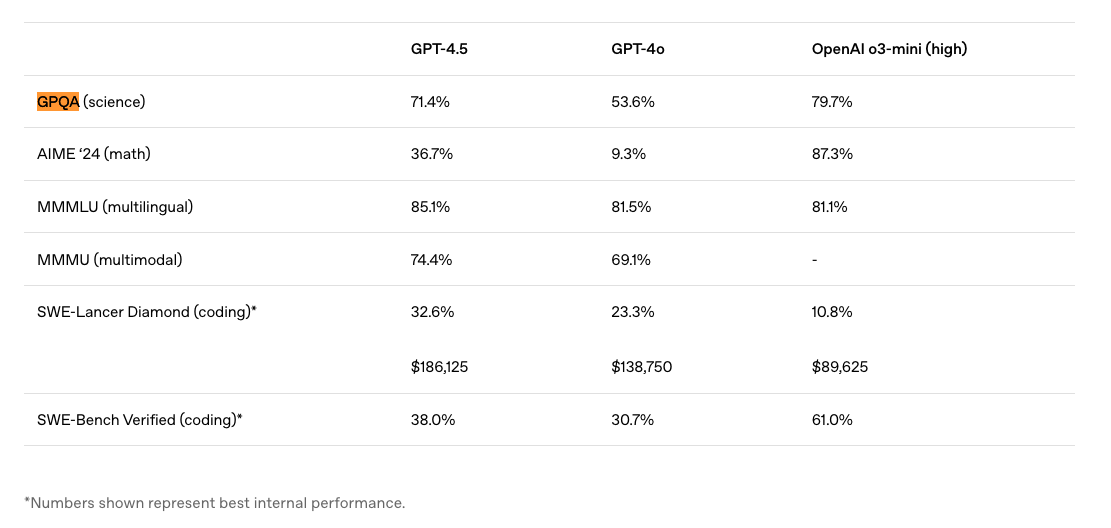 GPT-4.5 GPT-4o OpenAI o3-mini (high)
GPQA (science) 71.4% 53.6% 79.7%
AIME ‘24 (math) 36.7% 9.3% 87.3%
MMMLU (multilingual) 85.1% 81.5% 81.1%
MMMU (multimodal) 74.4% 69.1% -
SWE-Lancer Diamond (coding)* 32.6% 23.3% 10.8%
$186,125 $138,750 $89,625
SWE-Bench Verified (coding)* 38.0% 30.7% 61.0%
*Numbers shown represent best internal performance.